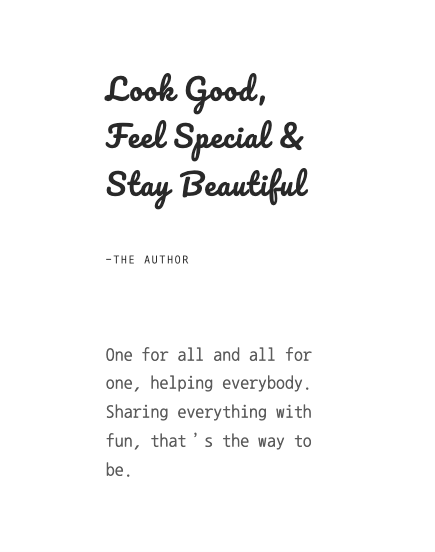 Look Good,
Feel Special &
Stay Beautiful
–THE AUTHOR
One for all and all for
one, helping everybody.
Sharing everything with
fun, that’s the way to
be.